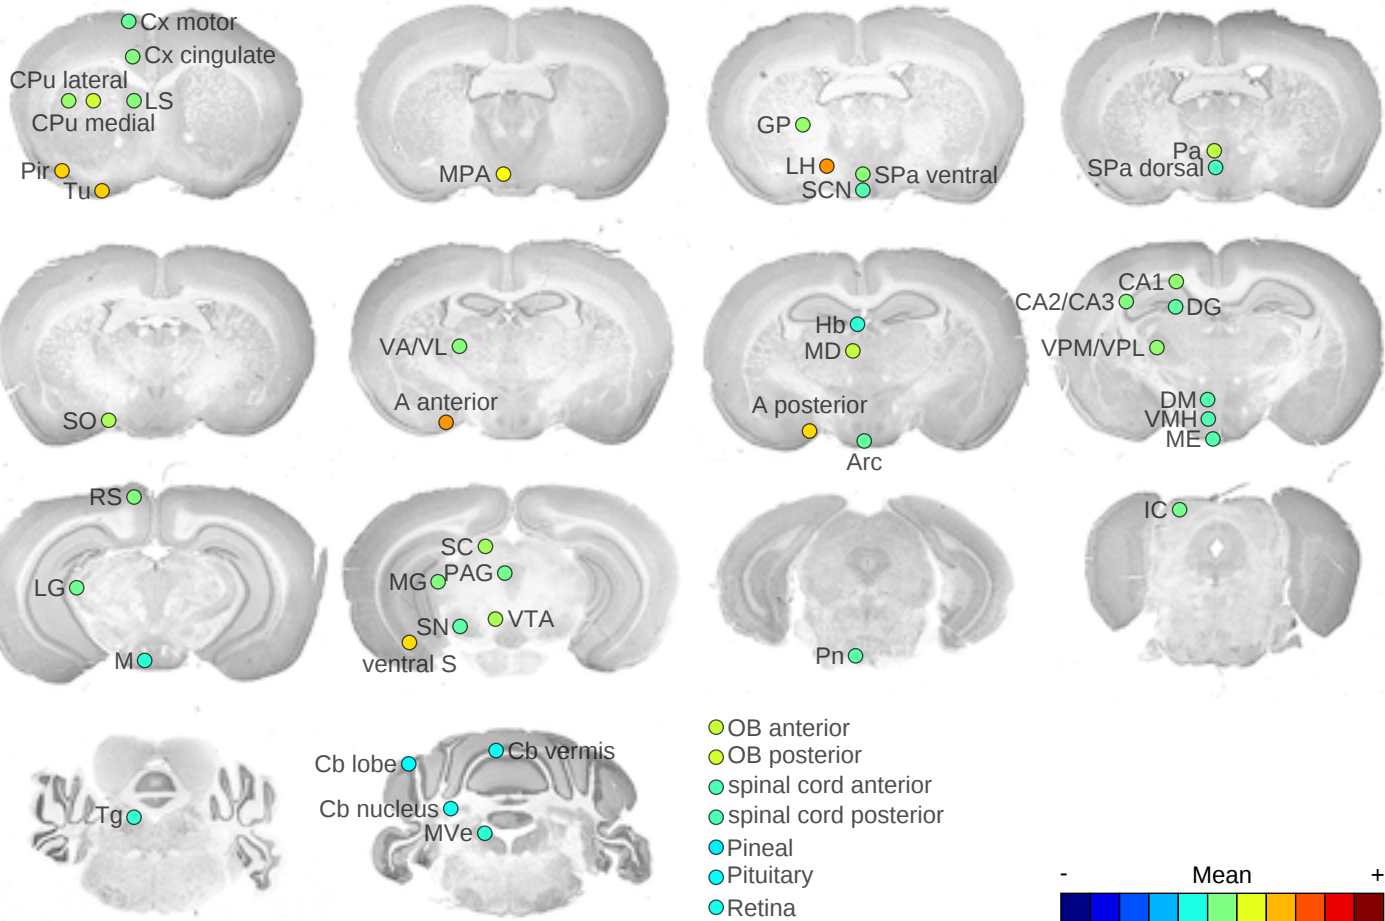 Cx motor
Cx cingulate
CPu lateral
LS
CPu medial
Pir
Tu
MPA
GP
LH
SPa ventral
SCN
Pa
SPa dorsal
SO
VA/VL
A anterior
Hb
MD
A posterior
Arc
CA1
CA2/CA3
DG
VPM/VPL
DM
VMH
ME
RS
LG
M
SC
MG
PAG
SN
VTA
ventral S
Pn
IC
Tg
Cb lobe
Cb vermis
Cb nucleus
MVe
OB anterior
OB posterior
spinal cord anterior
spinal cord posterior
Pineal
Pituitary
Retina
- Mean +